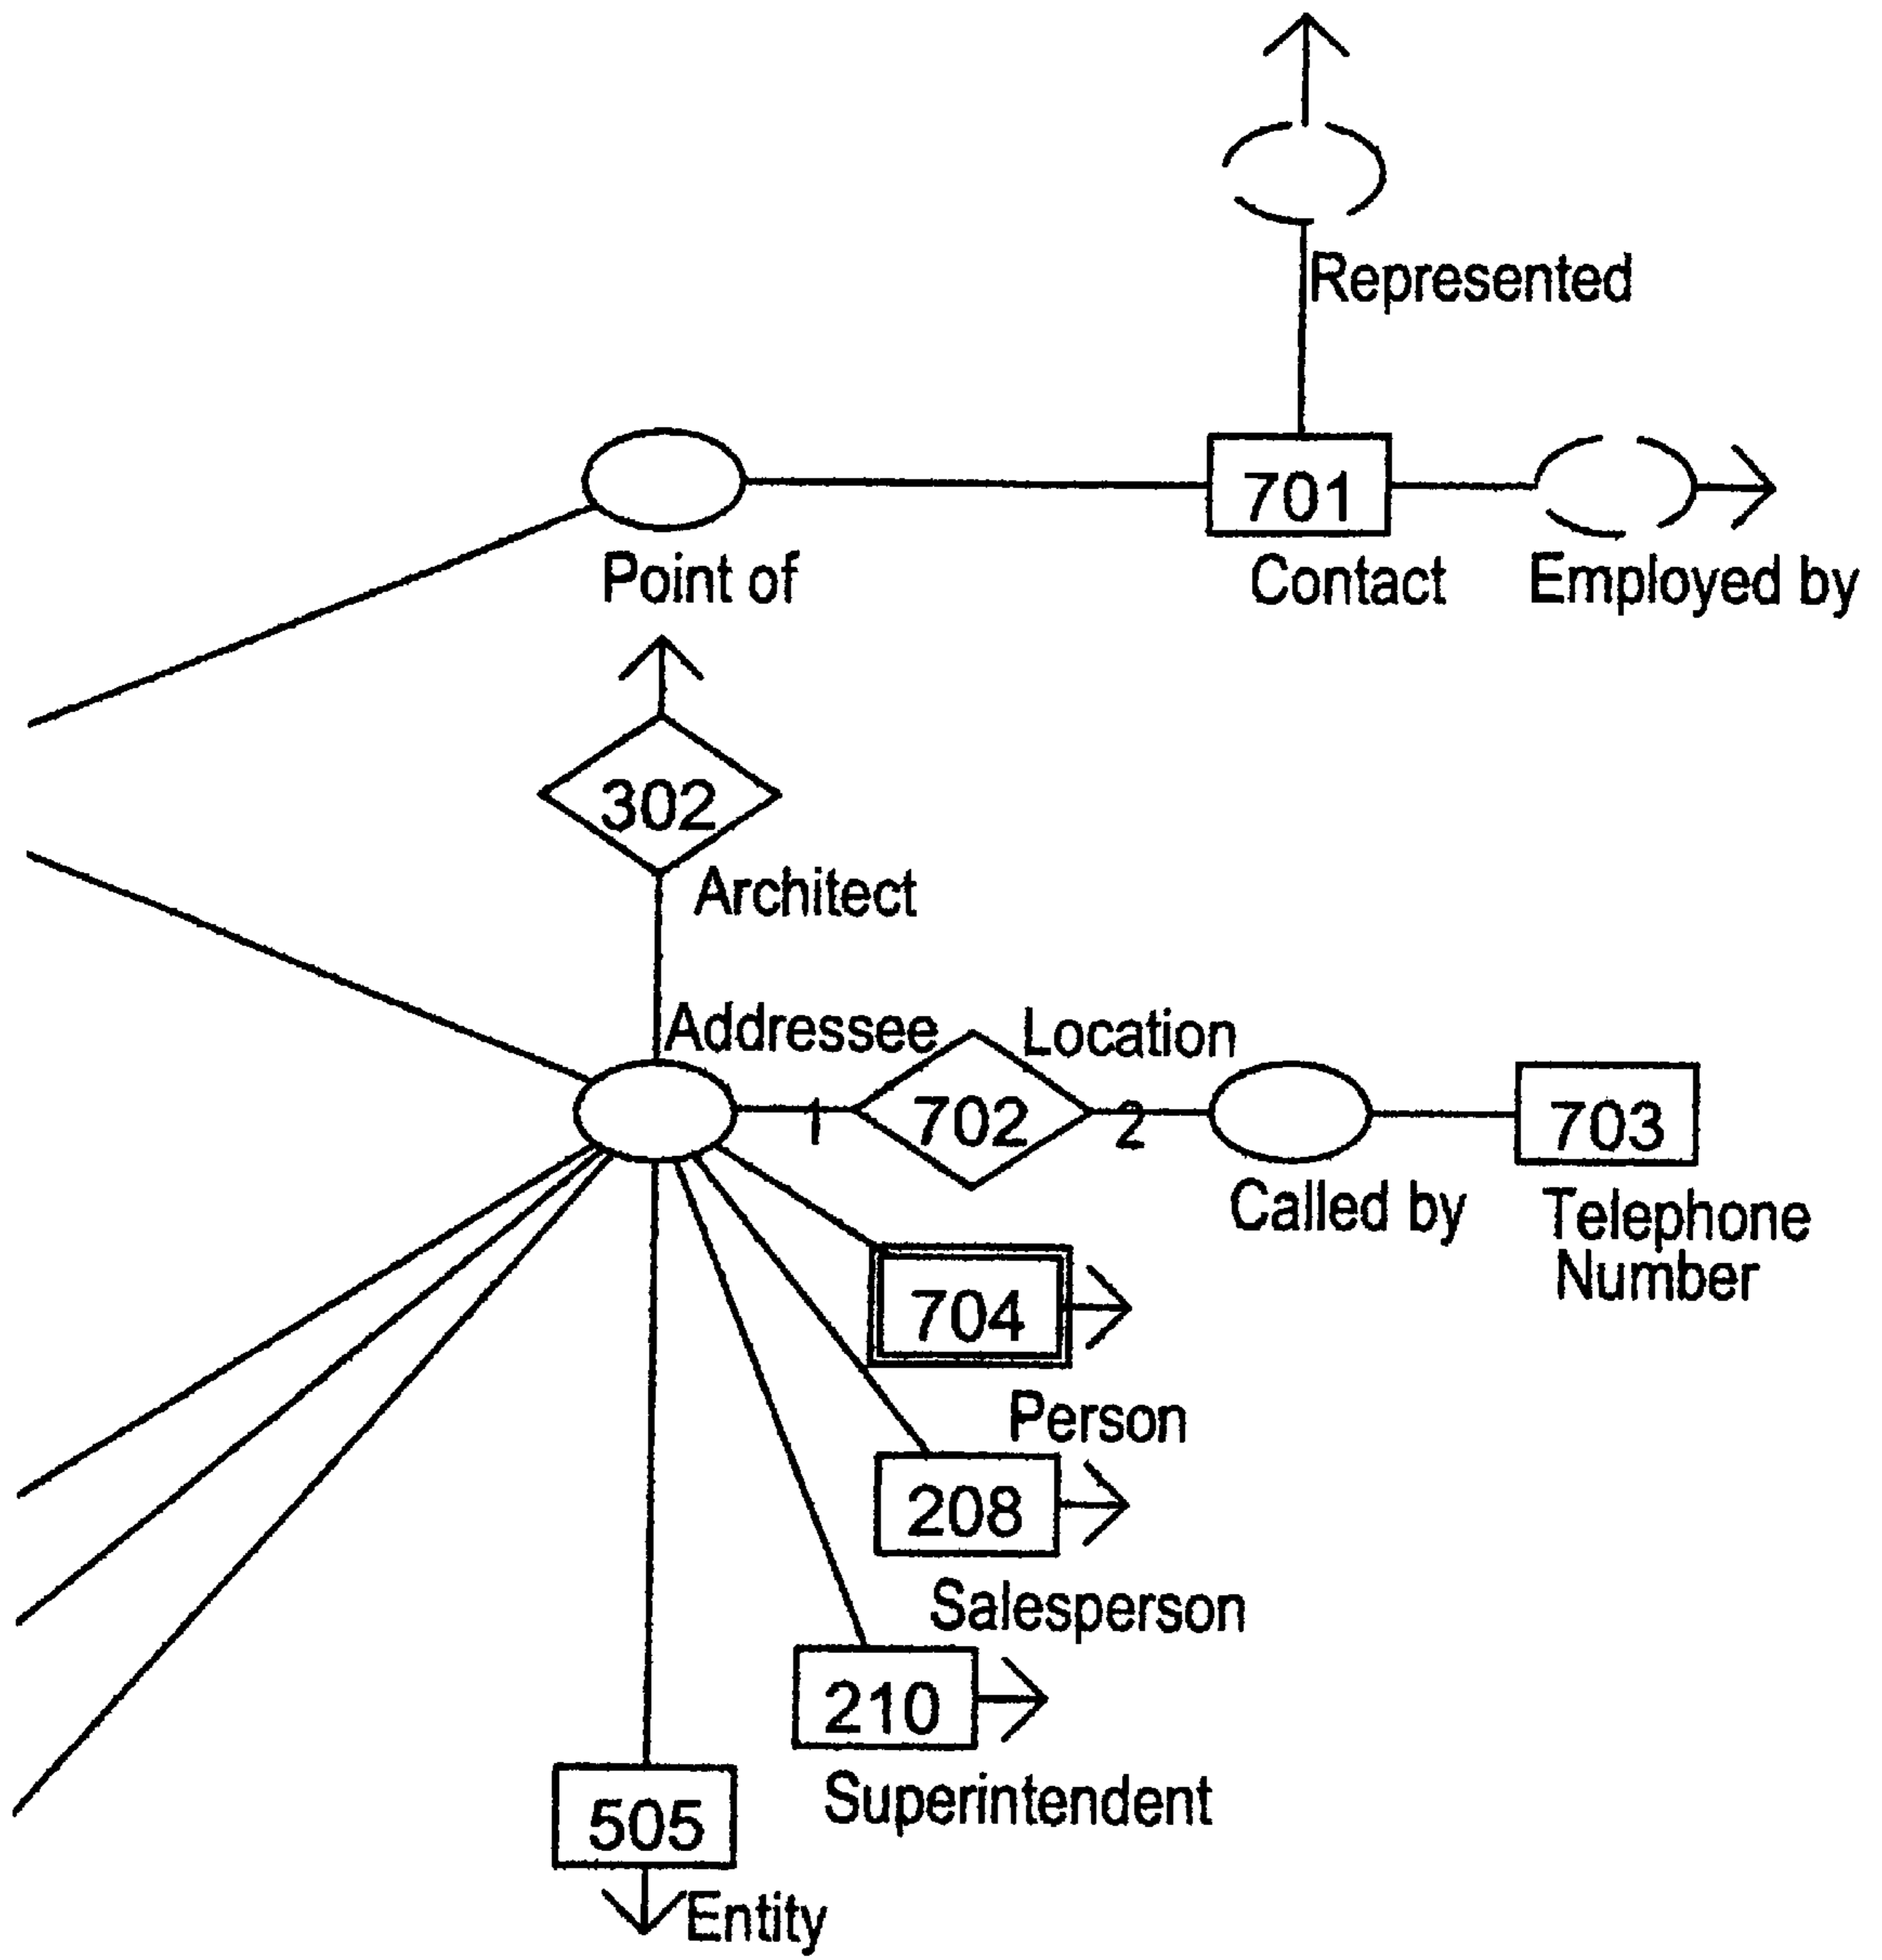 Represented
701
Point of
Contact
Employed by
302
Architect
Addressee
Location
1
702
2
703
Called by
Telephone
Number
704
Person
208
Salesperson
210
Superintendent
505
Entity